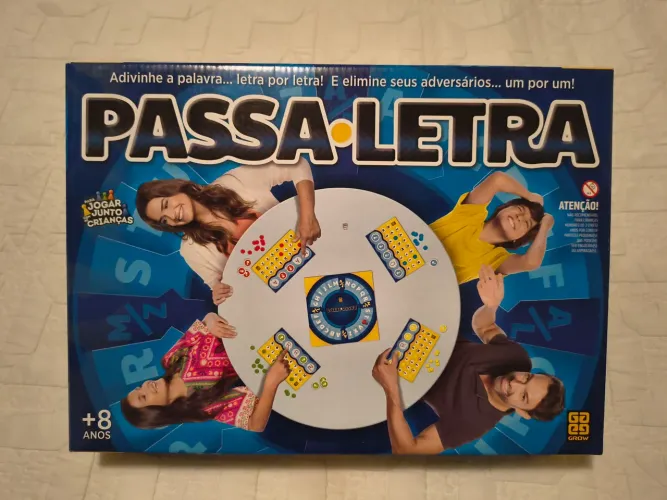 Adivinhe a palavra... letra por letra! E elimine seus adversários... um por um!
PASSA•LETRA
PARA
JOGAR
JUNTO
CRIANÇAS
ATENÇÃO!
+8
ANOS
GROW